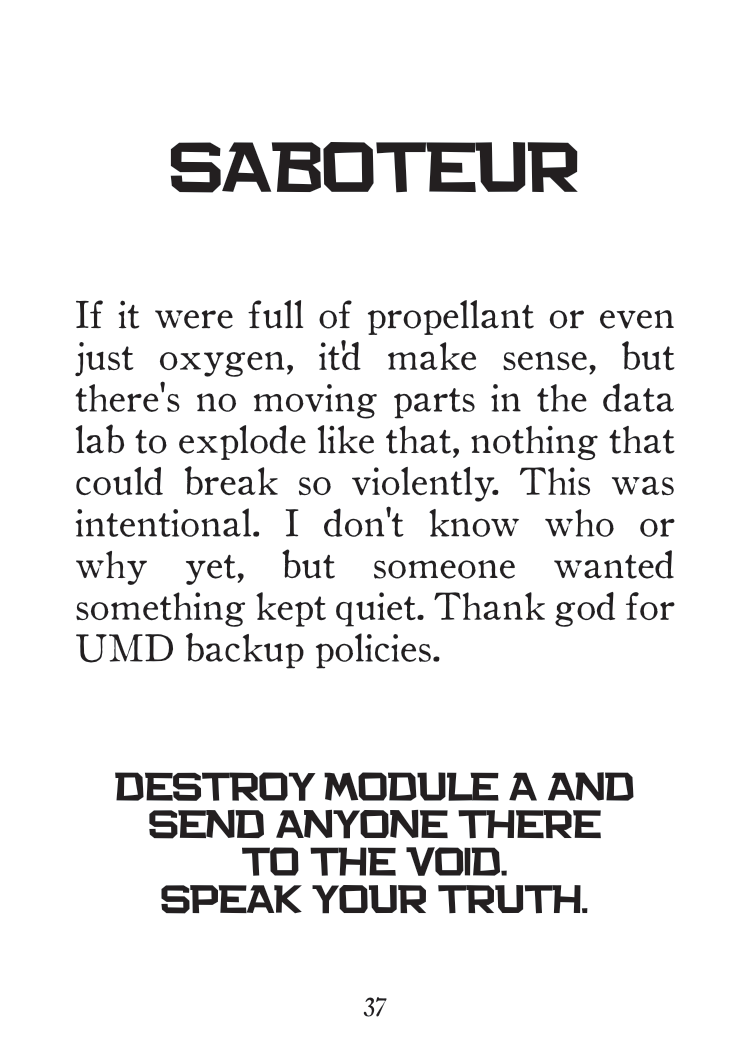 SABOTEUR
If it were full of propellant or even
just oxygen, it'd make sense, but
there's no moving parts in the data
lab to explode like that, nothing that
could break so violently. This was
intentional. I don't know who or
why yet, but someone wanted
something kept quiet. Thank god for
UMD backup policies.
DESTROY MODULE A AND
SEND ANYONE THERE
TO THE VOID.
SPEAK YOUR TRUTH.
37